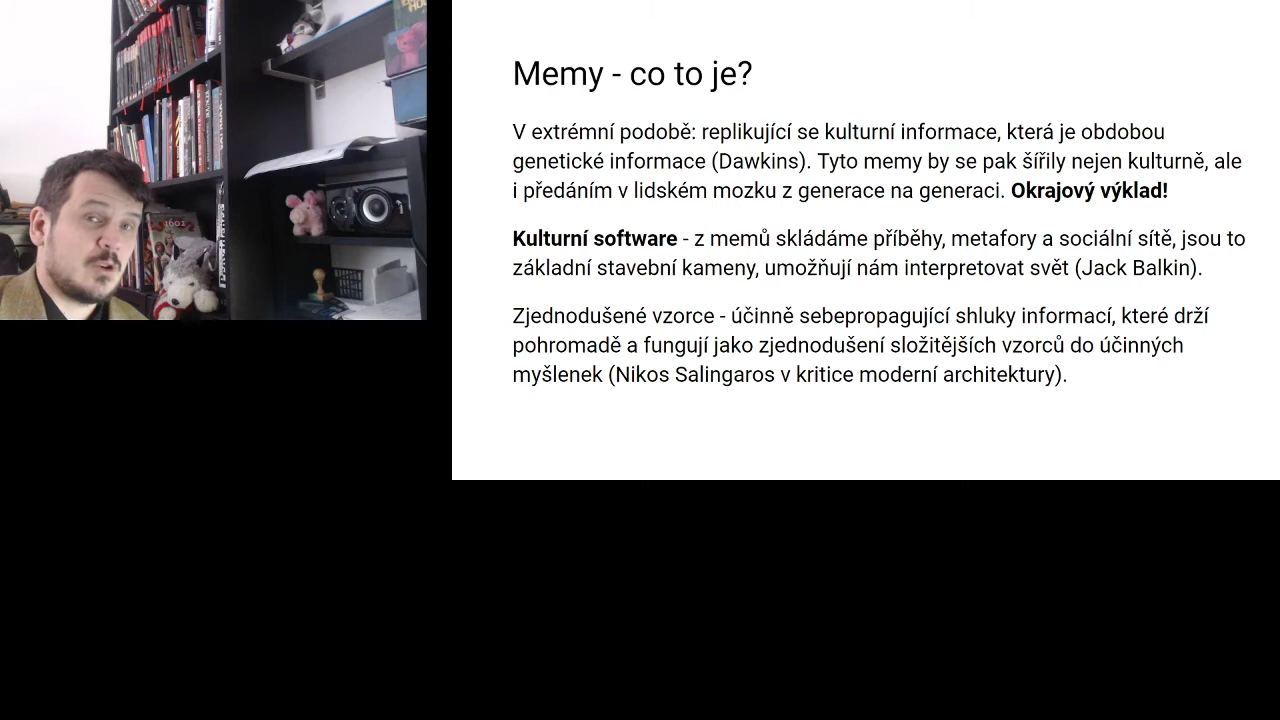 1602
Memy - co to je?
V extrémní podobě: replikující se kulturní informace, která je obdobou
genetické informace (Dawkins). Tyto memy by se pak šířily nejen kulturně, ale
i předáním v lidském mozku z generace na generaci. Okrajový výklad!
Kulturní software - z memů skládáme příběhy, metafory a sociální sítě, jsou to
základní stavební kameny, umožňují nám interpretovat svět (Jack Balkin).
Zjednodušené vzorce - účinně sebepropagující shluky informací, které drží
pohromadě a fungují jako zjednodušení složitějších vzorců do účinných
myšlenek (Nikos Salingaros v kritice moderní architektury).